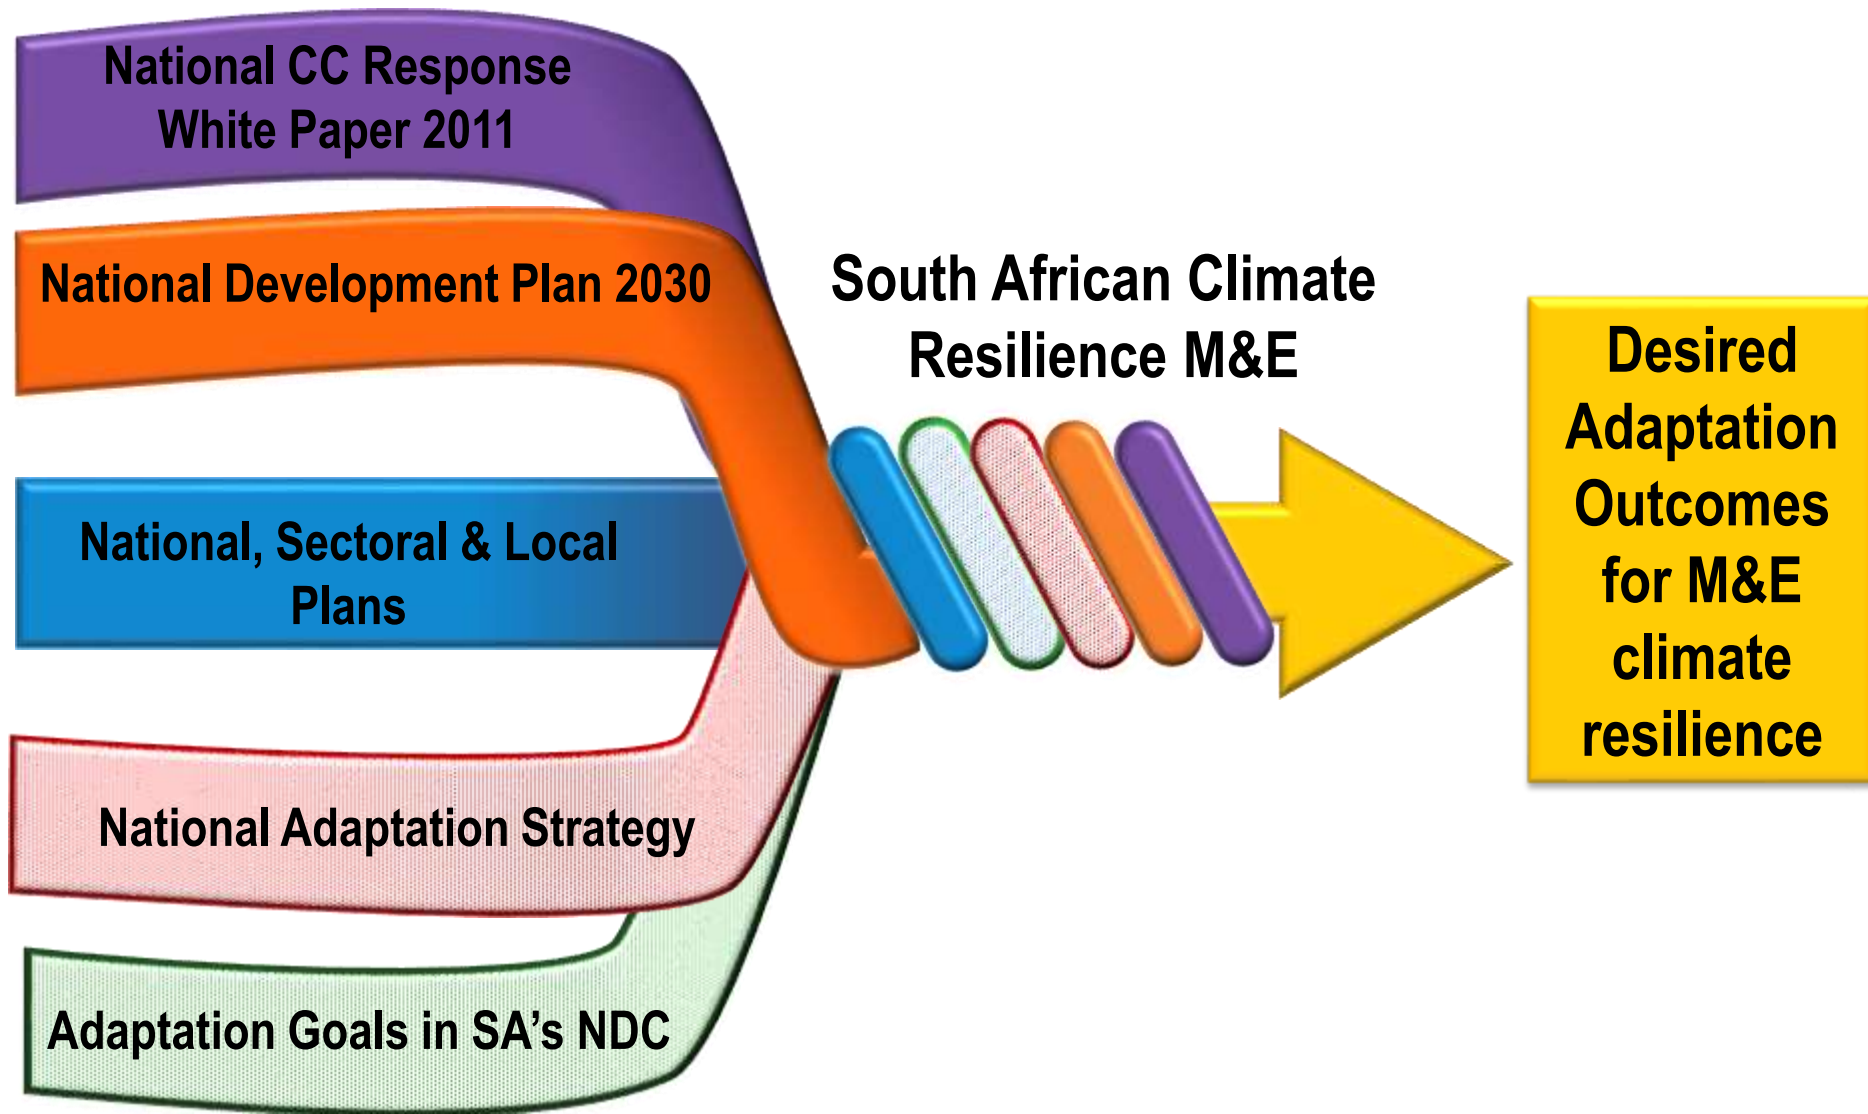 National CC Response
White Paper 2011
National Development Plan 2030
National, Sectoral & Local
Plans
National Adaptation Strategy
Adaptation Goals in SA’s NDC
South African Climate
Resilience M&E
Desired
Adaptation
Outcomes
for M&E
climate
resilience